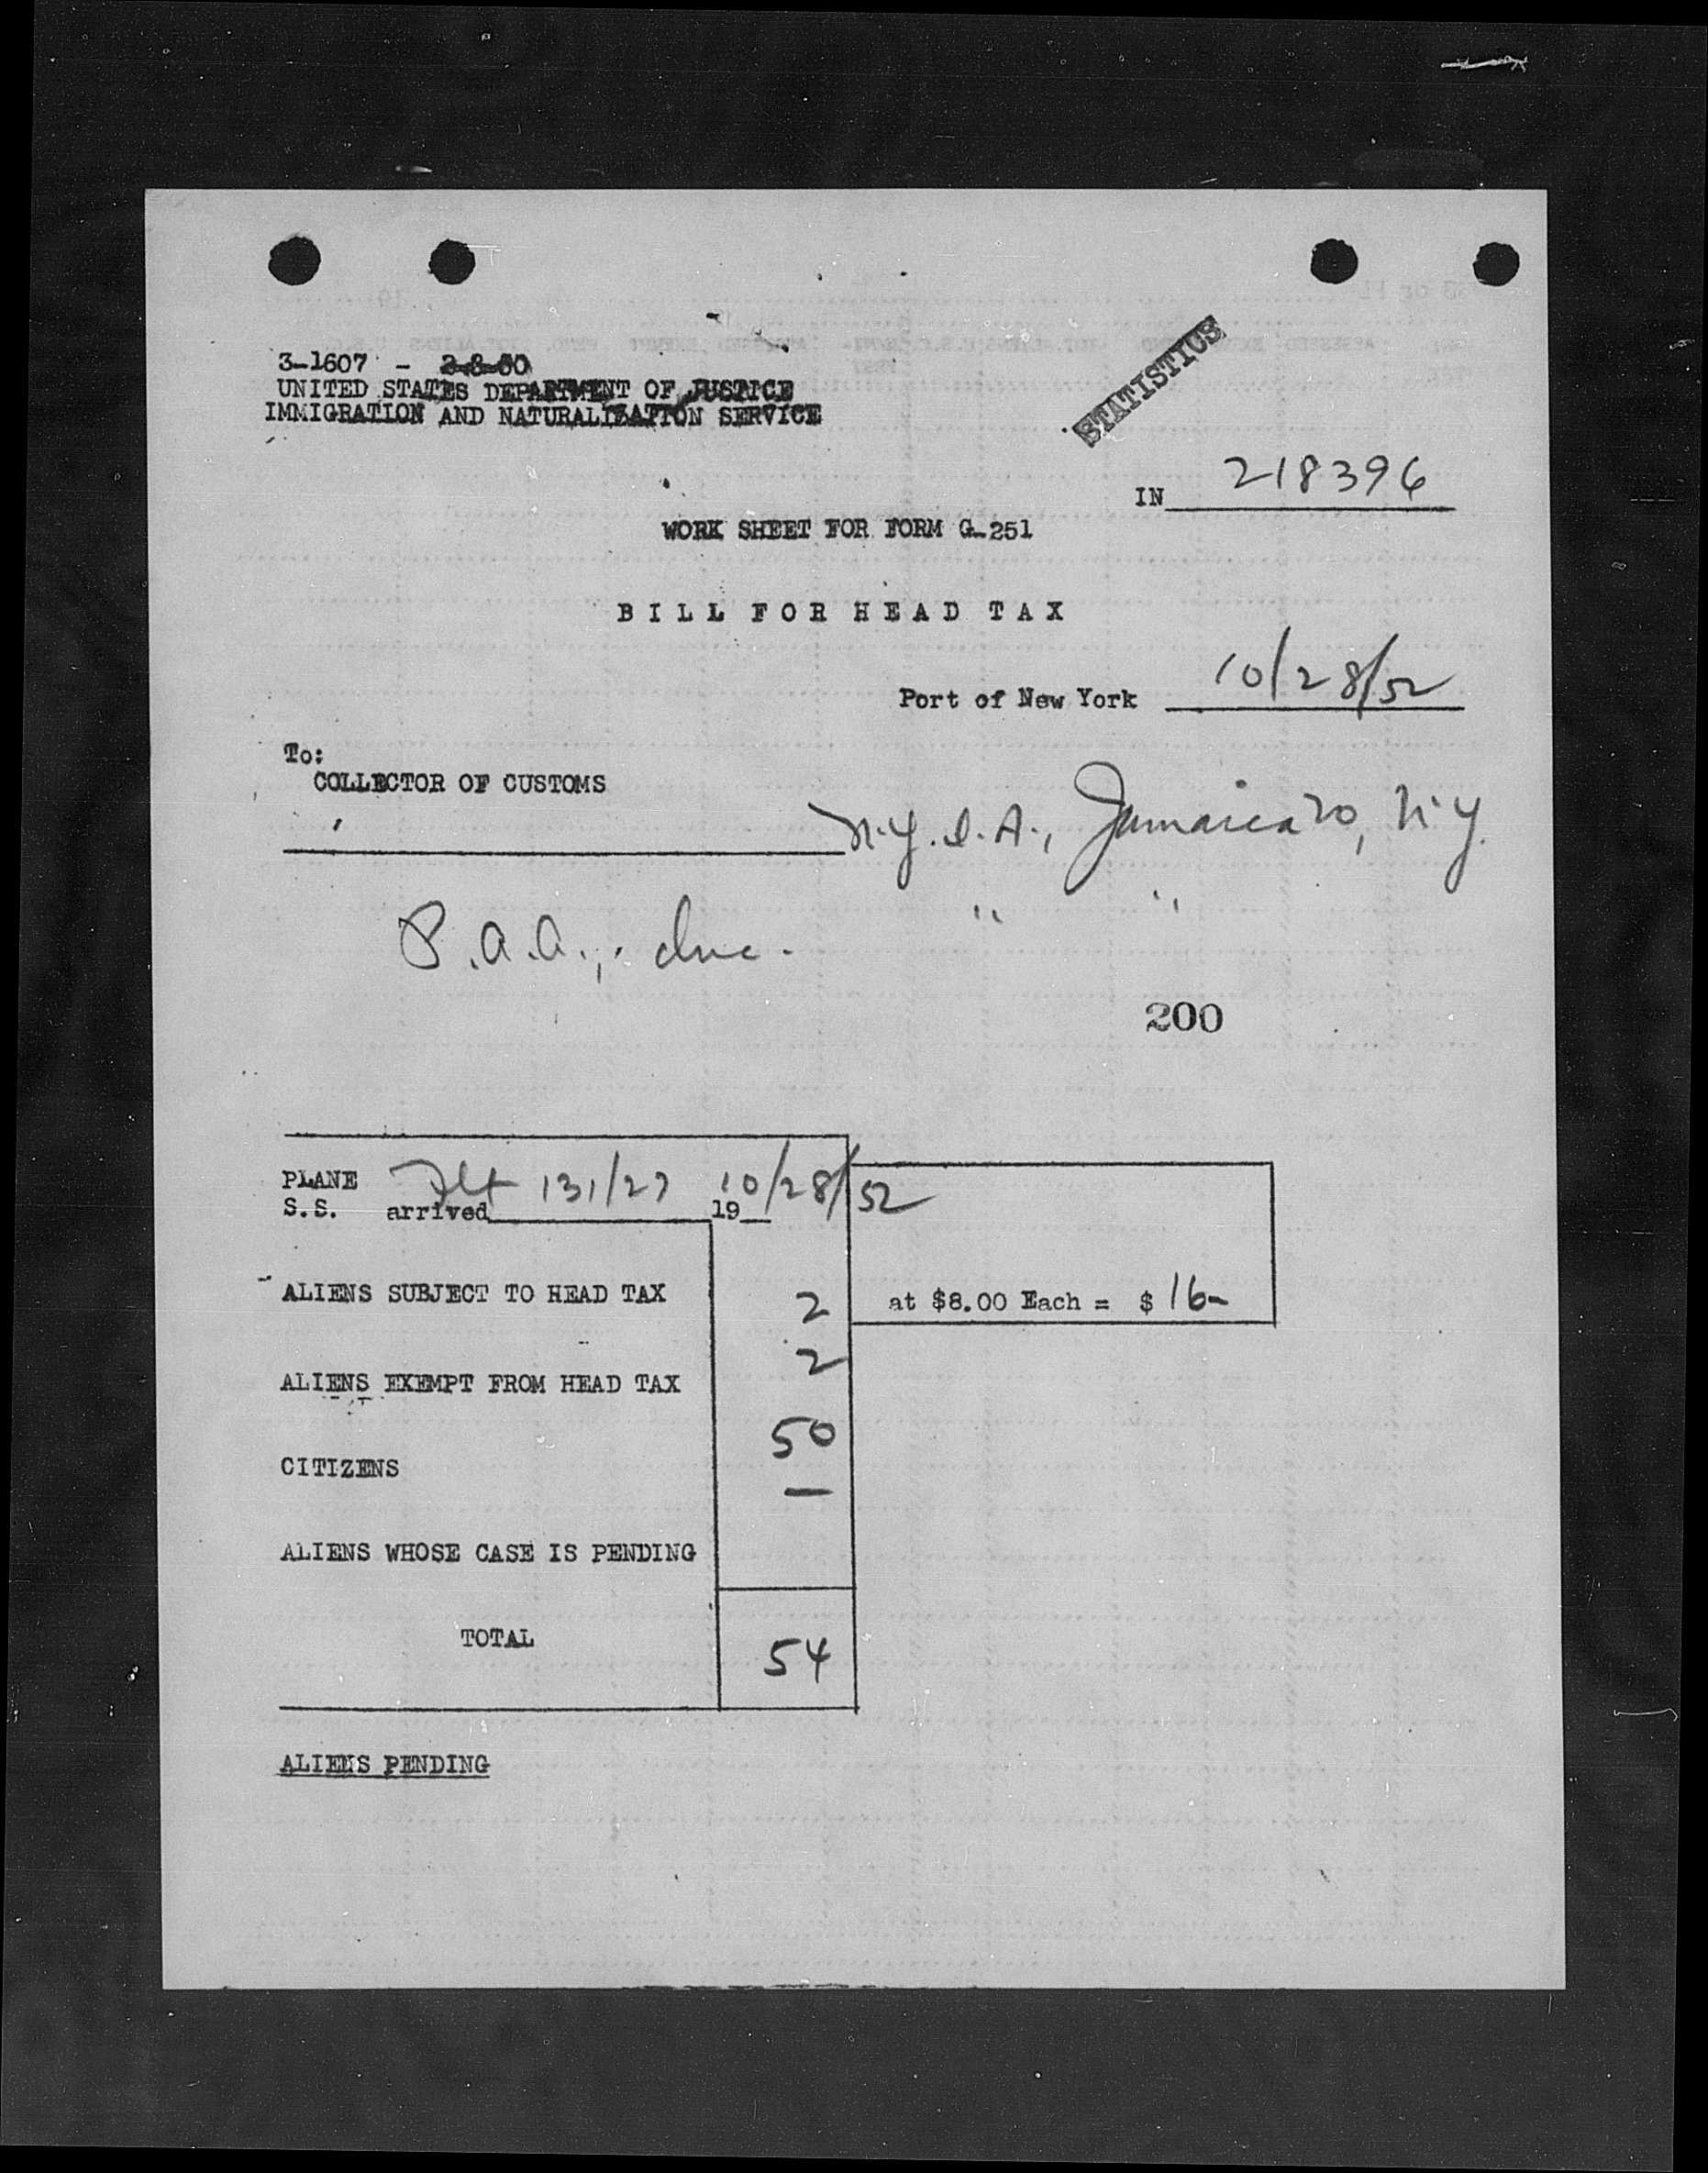 STATISTICS
3-1607 - 2-8-50
UNITED STATES DEPARTMENT OF JUSTICE
IMMIGRATION AND NATURALIZATION SERVICE
IN 218396
WORK SHEET FOR FORM G-251
BILL FOR HEAD TAX
Port of New York 10/28/52
To:
COLLECTOR OF CUSTOMS
N.Y.I.A., Jamaica 20, N.Y.
P.A.A., Inc. " "
200
PLANE Flt 131/27 10/28/52
S.S. arrived 19
ALIENS SUBJECT TO HEAD TAX 2 at $8.00 Each = $ 16-
ALIENS EXEMPT FROM HEAD TAX 2
CITIZENS 50
ALIENS WHOSE CASE IS PENDING —
TOTAL 54
ALIENS PENDING